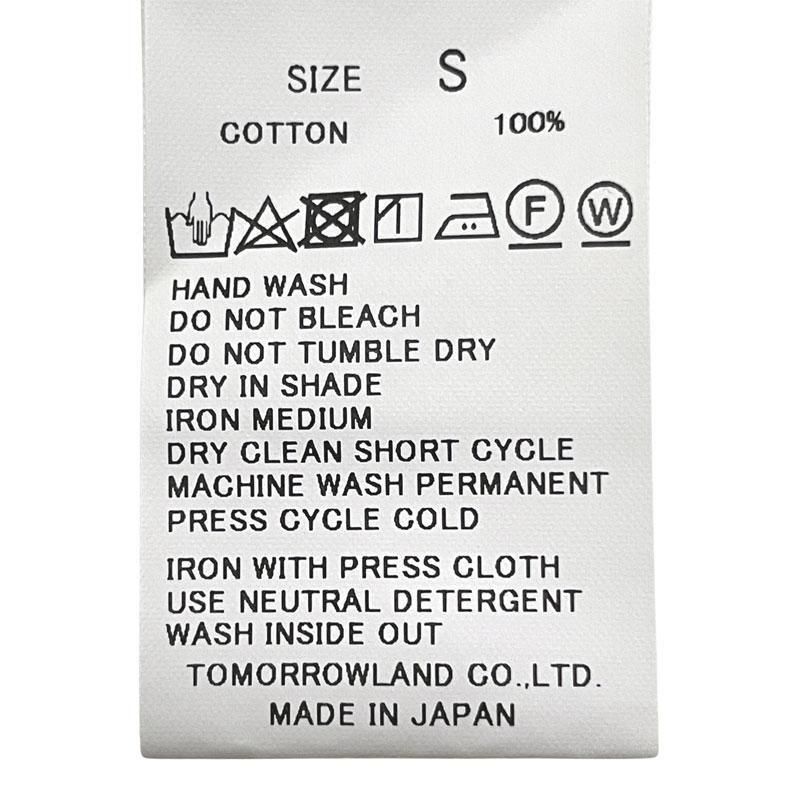 SIZE S
COTTON 100%
F W
HAND WASH
DO NOT BLEACH
DO NOT TUMBLE DRY
DRY IN SHADE
IRON MEDIUM
DRY CLEAN SHORT CYCLE
MACHINE WASH PERMANENT
PRESS CYCLE COLD
IRON WITH PRESS CLOTH
USE NEUTRAL DETERGENT
WASH INSIDE OUT
TOMORROWLAND CO.,LTD.
MADE IN JAPAN